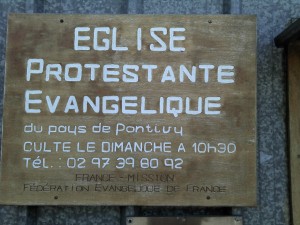 EGLISE
PROTESTANTE
EVANGELIQUE
du pays de Pontivy
CULTE LE DIMANCHE A 10H30
TÉL. : 02 97 39 80 92
FRANCE - MISSION
FÉDÉRATION EVANGELIQUE DE FRANCE